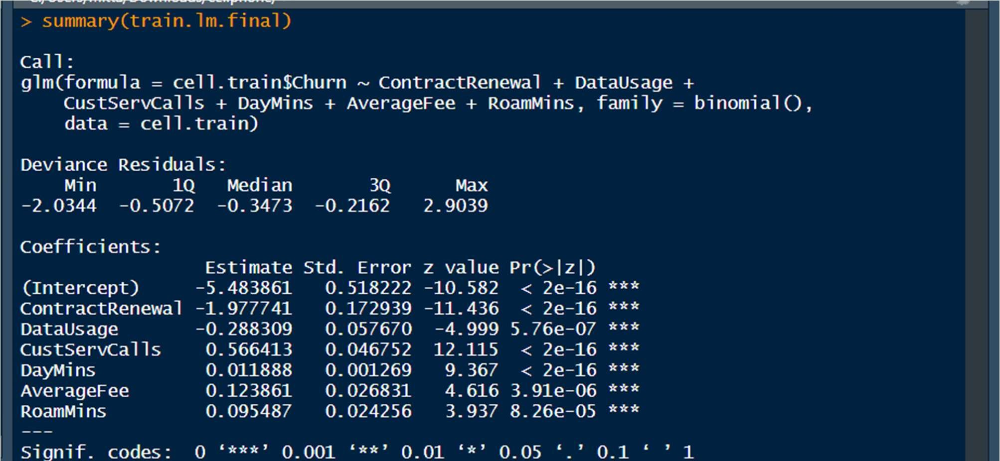 > summary(train.lm.final)
Call:
glm(formula = cell.train$Churn ~ ContractRenewal + DataUsage +
    CustServCalls + DayMins + AverageFee + RoamMins, family = binomial(),
    data = cell.train)
Deviance Residuals:
    Min       1Q   Median       3Q      Max
-2.0344  -0.5072  -0.3473  -0.2162   2.9039
Coefficients:
                 Estimate Std. Error z value Pr(>|z|)
(Intercept)     -5.483861   0.518222 -10.582  < 2e-16 ***
ContractRenewal -1.977741   0.172939 -11.436  < 2e-16 ***
DataUsage       -0.288309   0.057670  -4.999 5.76e-07 ***
CustServCalls    0.566413   0.046752  12.115  < 2e-16 ***
DayMins          0.011888   0.001269   9.367  < 2e-16 ***
AverageFee       0.123861   0.026831   4.616 3.91e-06 ***
RoamMins         0.095487   0.024256   3.937 8.26e-05 ***
---
Signif. codes:  0 ‘***’ 0.001 ‘**’ 0.01 ‘*’ 0.05 ‘.’ 0.1 ‘ ’ 1